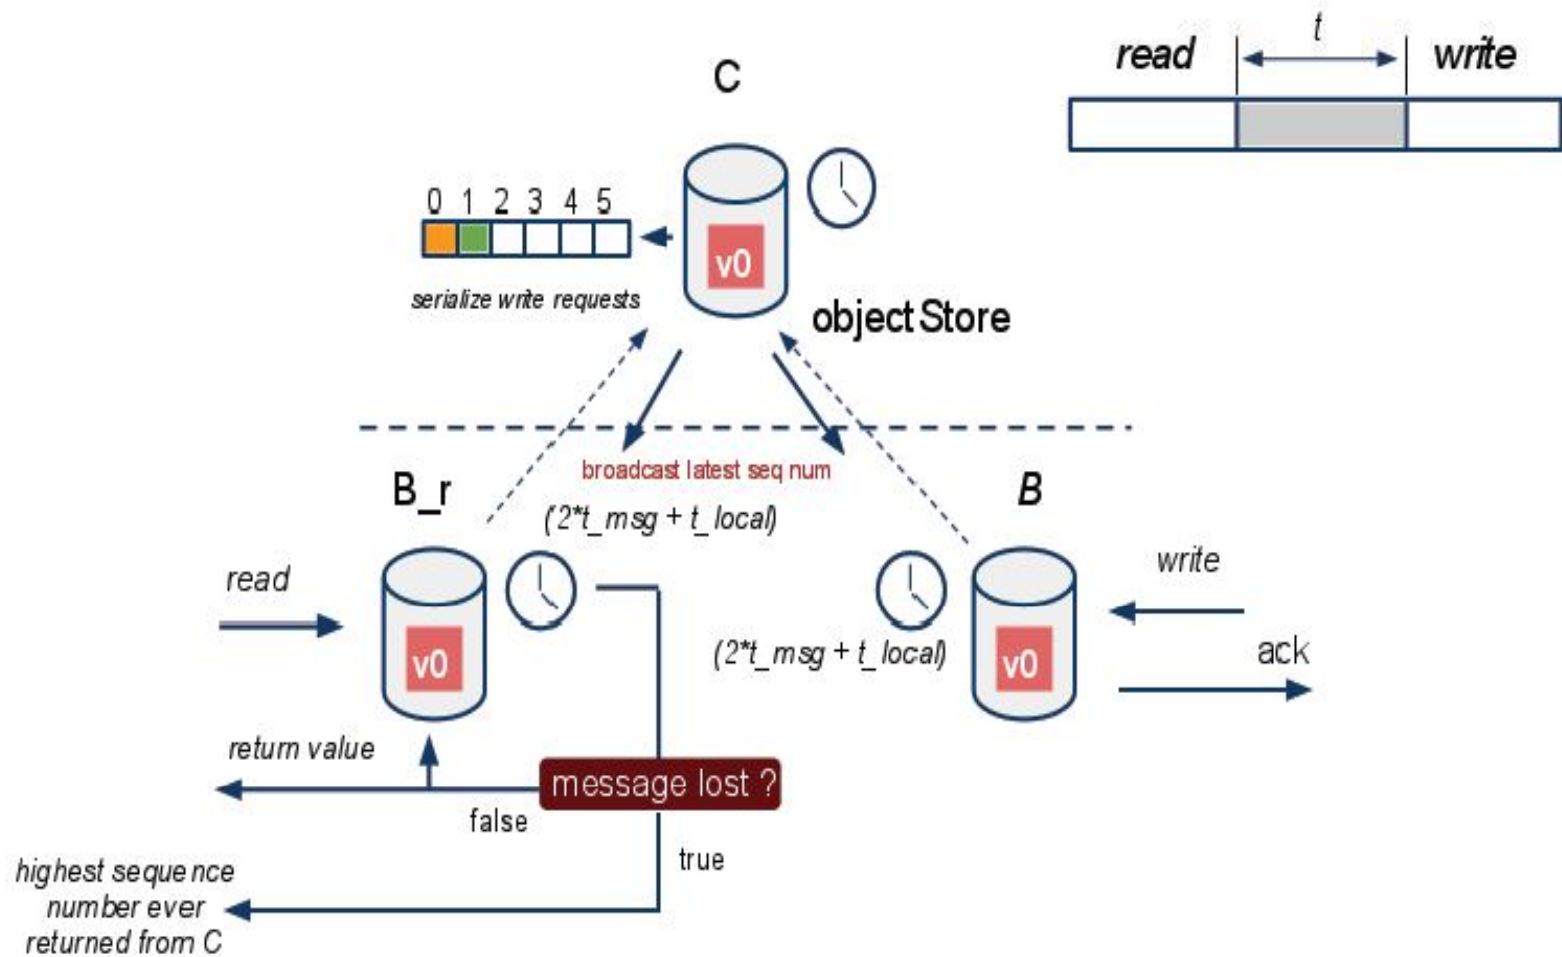 t
read
write
C
0 1 2 3 4 5
v0
serialize write requests
objectStore
broadcast latest seq num
B_r
B
(2*t_msg + t_local)
read
write
(2*t_msg + t_local)
v0
v0
ack
return value
message lost ?
false
true
highest sequence
number ever
returned from C